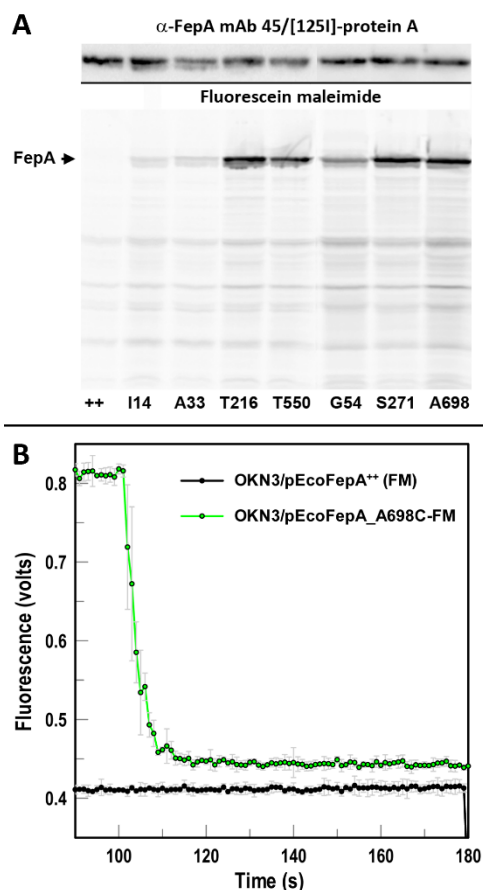 A
α-FepA mAb 45/[125I]-protein A
Fluorescein maleimide
FepA
++ I14 A33 T216 T550 G54 S271 A698
B
OKN3/pEcoFepA++ (FM)
OKN3/pEcoFepA_A698C-FM
Fluorescence (volts)
0.8
0.7
0.6
0.5
0.4
100 120 140 160 180
Time (s)